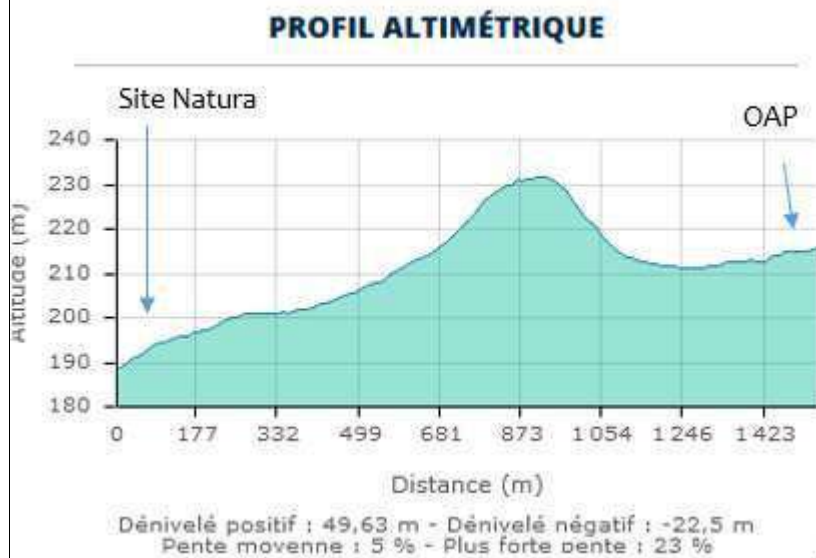 PROFIL ALTIMÉTRIQUE
Site Natura
OAP
Altitude (m)
240
230
220
210
200
190
180
0 177 332 499 681 873 1 054 1 246 1 423
Distance (m)
Dénivelé positif : 49,63 m - Dénivelé négatif : -22,5 m
Pente moyenne : 5 % - Plus forte pente : 23 %